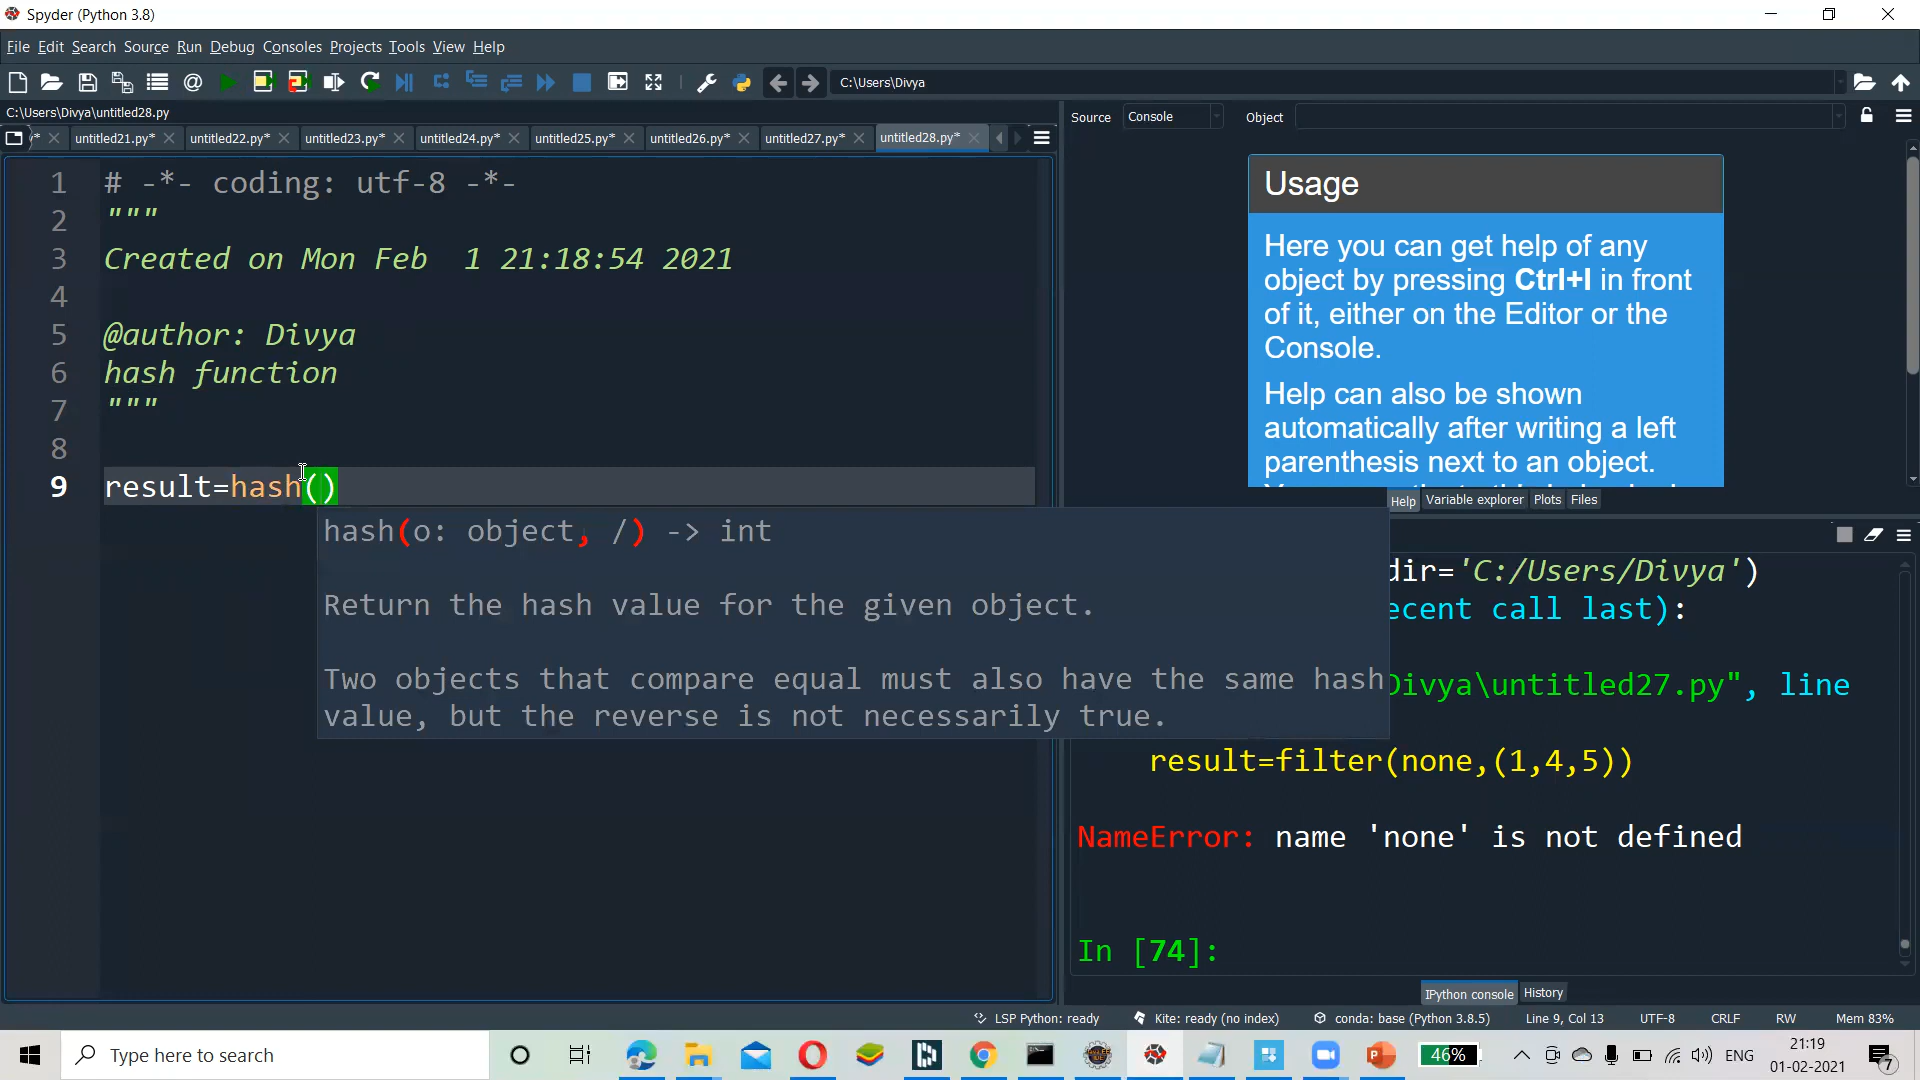 Spyder (Python 3.8)
File Edit Search Source Run Debug Consoles Projects Tools View Help
C:\Users\Divya
C:\Users\Divya\untitled28.py
untitled21.py* untitled22.py* untitled23.py* untitled24.py* untitled25.py* untitled26.py* untitled27.py* untitled28.py*
1 # -*- coding: utf-8 -*-
2 """
3 Created on Mon Feb  1 21:18:54 2021
4
5 @author: Divya
6 hash function
7 """
8
9 result=hash()
hash(o: object, /) -> int
Return the hash value for the given object.
Two objects that compare equal must also have the same hash
value, but the reverse is not necessarily true.
Source Console Object
Usage
Here you can get help of any
object by pressing Ctrl+I in front
of it, either on the Editor or the
Console.
Help can also be shown
automatically after writing a left
parenthesis next to an object.
Help Variable explorer Plots Files
dir='C:/Users/Divya')
ecent call last):
Divya\untitled27.py", line
result=filter(none,(1,4,5))
NameError: name 'none' is not defined
In [74]:
IPython console History
LSP Python: ready Kite: ready (no index) conda: base (Python 3.8.5) Line 9, Col 13 UTF-8 CRLF RW Mem 83%
Type here to search
46%
ENG
21:19
01-02-2021
7